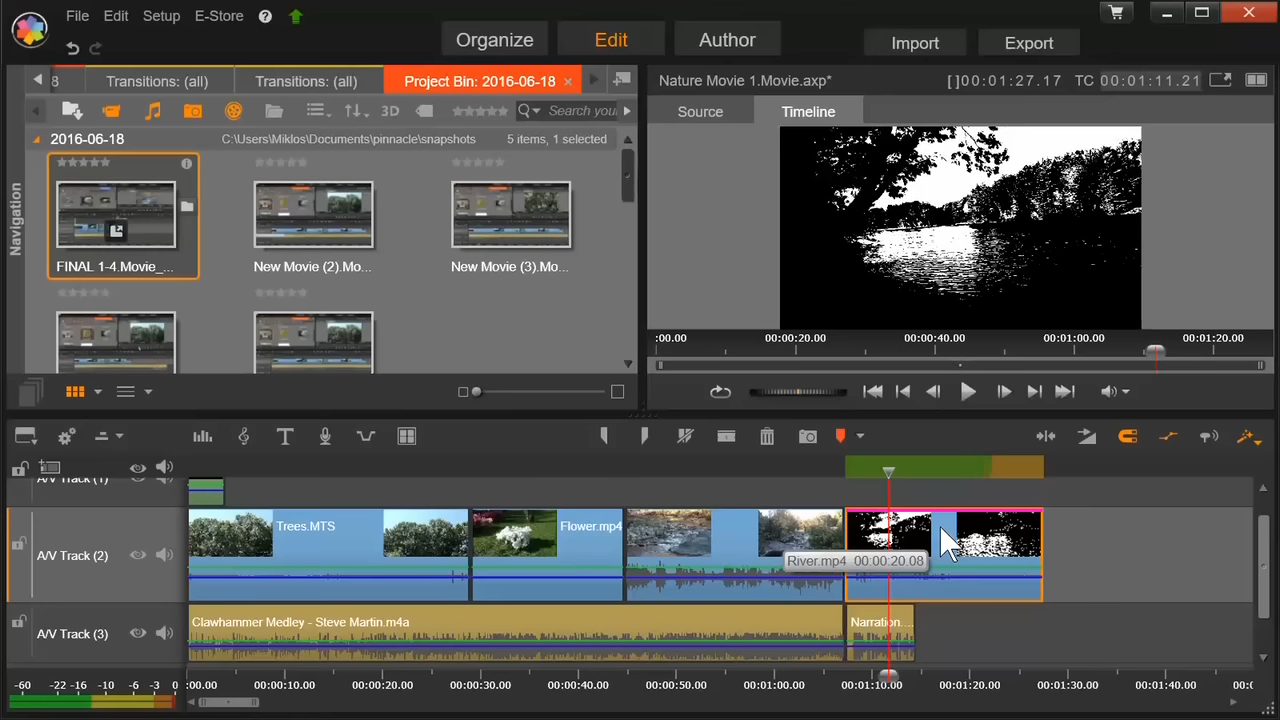 File Edit Setup E-Store ?
Organize Edit Author Import Export
8 Transitions: (all) Transitions: (all) Project Bin: 2016-06-18 ×
Nature Movie 1.Movie.axp* []00:01:27.17 TC 00:01:11.21
3D Search your
Source Timeline
2016-06-18 C:\Users\Miklos\Documents\pinnacle\snapshots 5 items, 1 selected
Navigation
FINAL 1-4.Movie_... New Movie (2).Mo... New Movie (3).Mo...
:00.00 00:00:20.00 00:00:40.00 00:01:00.00 00:01:20.00
A/V Track (1)
A/V Track (2)
Trees.MTS Flower.mp4
River.mp4 00:00:20.08
A/V Track (3)
Clawhammer Medley - Steve Martin.m4a Narration....
-60 -22 -16 -10 -6 -3 0
:00.00 00:00:10.00 00:00:20.00 00:00:30.00 00:00:40.00 00:00:50.00 00:01:00.00 00:01:10.00 00:01:20.00 00:01:30.00 00:01:40.00 00:0